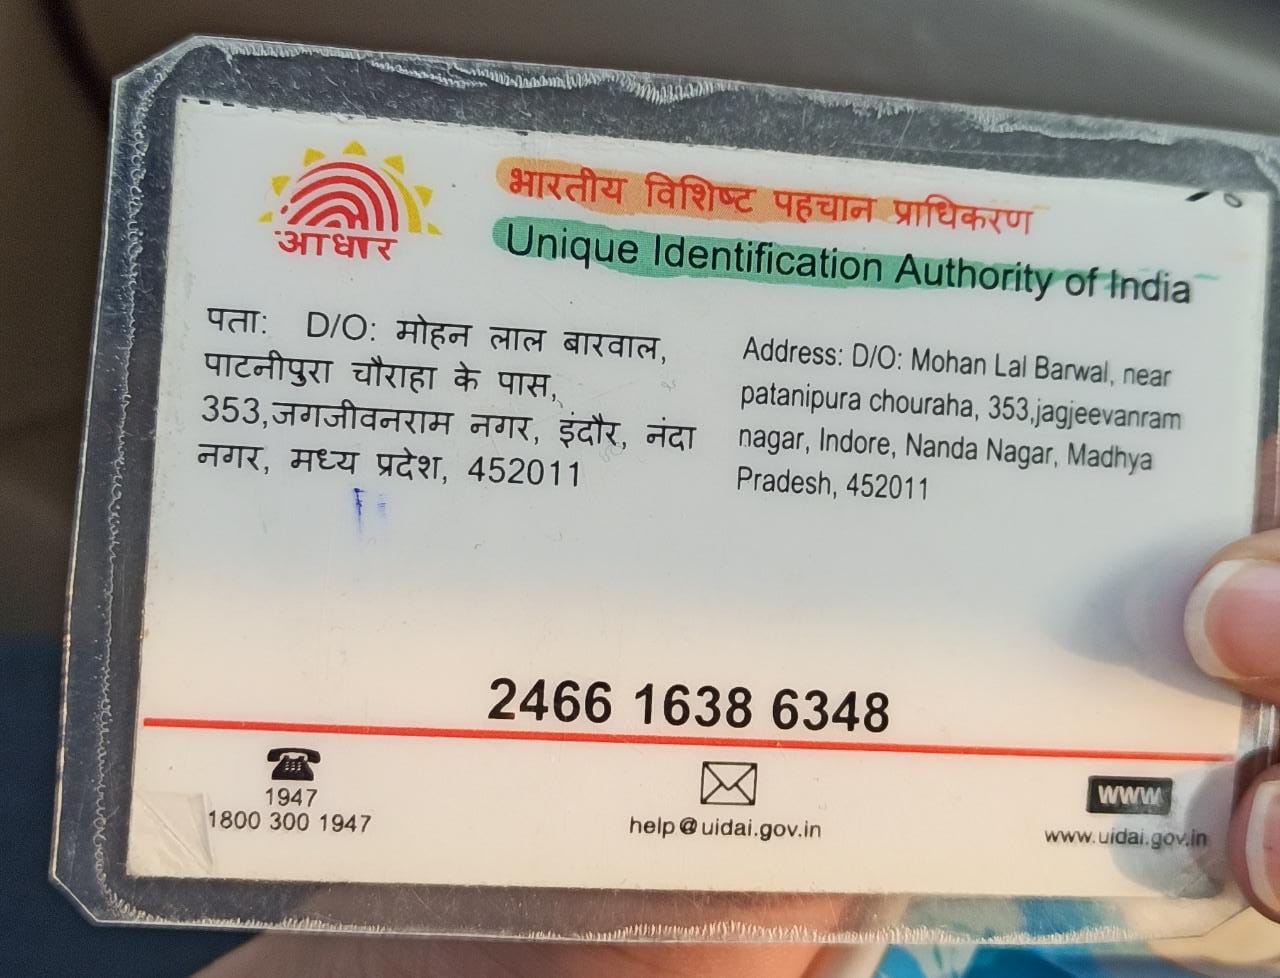 आधार
भारतीय विशिष्ट पहचान प्राधिकरण
Unique Identification Authority of India
पता: D/O: मोहन लाल बारवाल,
पाटनीपुरा चौराहा के पास,
353,जगजीवनराम नगर, इंदौर, नंदा
नगर, मध्य प्रदेश, 452011
Address: D/O: Mohan Lal Barwal, near
patanipura chouraha, 353,jagjeevanram
nagar, Indore, Nanda Nagar, Madhya
Pradesh, 452011
2466 1638 6348
1947
1800 300 1947
help@uidai.gov.in
www
www.uidai.gov.in